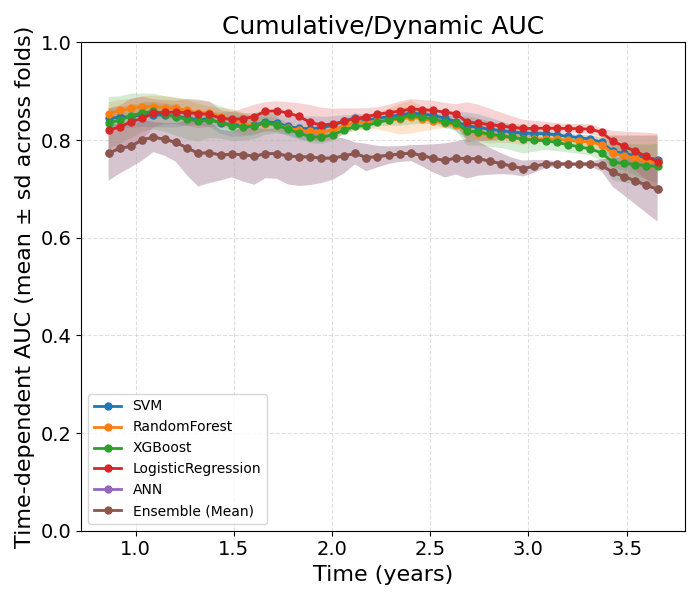 Cumulative/Dynamic AUC
Time-dependent AUC (mean ± sd across folds)
1.0
0.8
0.6
0.4
0.2
0.0
SVM
RandomForest
XGBoost
LogisticRegression
ANN
Ensemble (Mean)
1.0 1.5 2.0 2.5 3.0 3.5
Time (years)